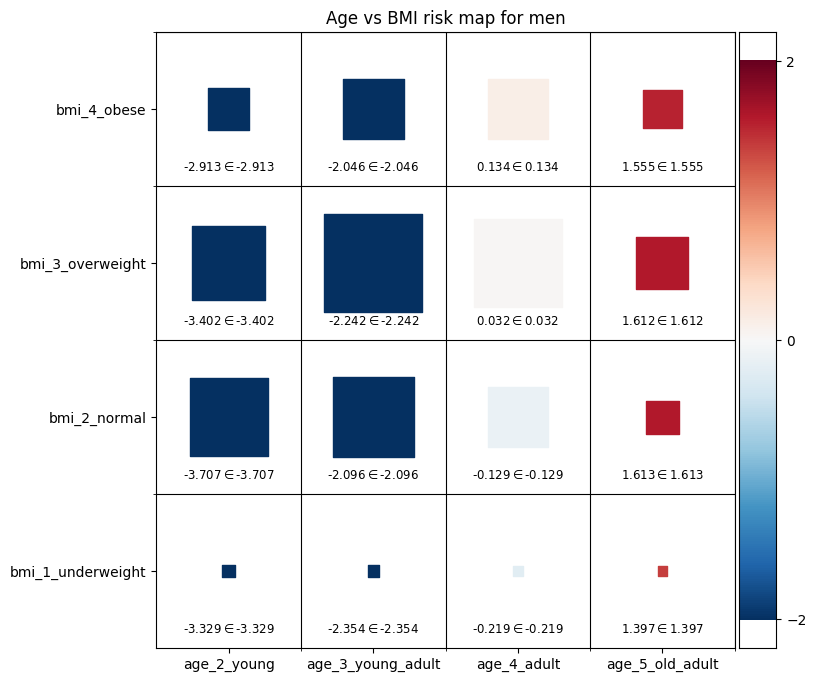 Age vs BMI risk map for men
bmi_4_obese
-2.913∈-2.913
-2.046∈-2.046
0.134∈0.134
1.555∈1.555
bmi_3_overweight
-3.402∈-3.402
-2.242∈-2.242
0.032∈0.032
1.612∈1.612
bmi_2_normal
-3.707∈-3.707
-2.096∈-2.096
-0.129∈-0.129
1.613∈1.613
bmi_1_underweight
-3.329∈-3.329
-2.354∈-2.354
-0.219∈-0.219
1.397∈1.397
age_2_young
age_3_young_adult
age_4_adult
age_5_old_adult
2
0
−2